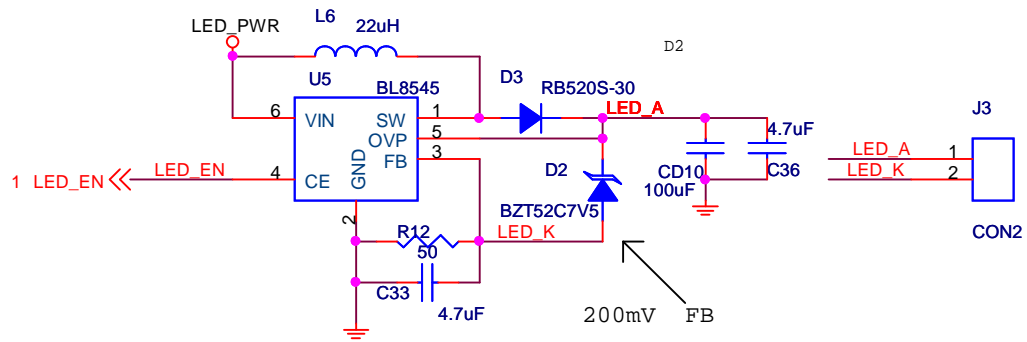 L6
LED_PWR
22uH
D2
U5
BL8545
D3
RB520S-30
LED_A
J3
6
VIN
SW
1
OVP
5
FB
3
4.7uF
LED_A
1
1 LED_EN
LED_EN
4
CE
GND
D2
CD10
C36
LED_K
2
100uF
BZT52C7V5
2
R12
LED_K
CON2
50
C33
4.7uF
200mV FB